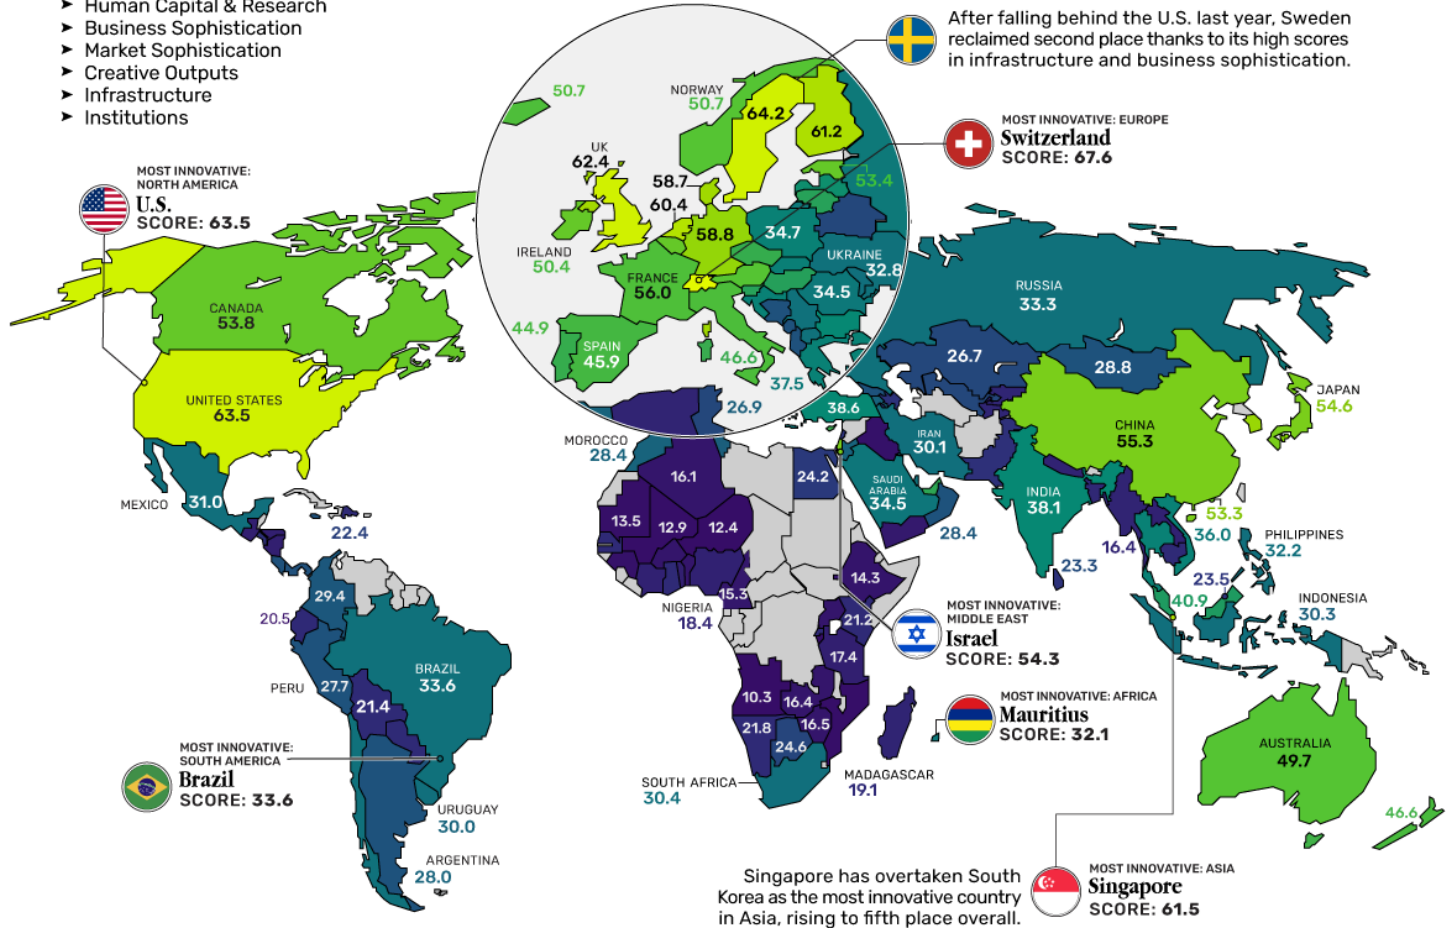 ➤ Human Capital & Research
➤ Business Sophistication
➤ Market Sophistication
➤ Creative Outputs
➤ Infrastructure
➤ Institutions
After falling behind the U.S. last year, Sweden
reclaimed second place thanks to its high scores
in infrastructure and business sophistication.
MOST INNOVATIVE: EUROPE
Switzerland
SCORE: 67.6
MOST INNOVATIVE:
NORTH AMERICA
U.S.
SCORE: 63.5
50.7
NORWAY
50.7
64.2
61.2
UK
62.4
58.7
60.4
53.4
58.8
34.7
IRELAND
50.4
UKRAINE
32.8
FRANCE
56.0
34.5
44.9
SPAIN
45.9
46.6
37.5
26.9
38.6
CANADA
53.8
UNITED STATES
63.5
MEXICO
31.0
22.4
RUSSIA
33.3
26.7
28.8
JAPAN
54.6
CHINA
55.3
IRAN
30.1
MOROCCO
28.4
16.1
24.2
SAUDI
ARABIA
34.5
INDIA
38.1
13.5
12.9
12.4
28.4
53.3
36.0
16.4
PHILIPPINES
32.2
23.3
23.5
40.9
INDONESIA
30.3
14.3
15.3
NIGERIA
18.4
21.2
17.4
MOST INNOVATIVE:
MIDDLE EAST
Israel
SCORE: 54.3
29.4
20.5
BRAZIL
33.6
PERU
27.7
21.4
10.3
16.4
16.5
21.8
24.6
MOST INNOVATIVE: AFRICA
Mauritius
SCORE: 32.1
AUSTRALIA
49.7
46.6
MOST INNOVATIVE:
SOUTH AMERICA
Brazil
SCORE: 33.6
SOUTH AFRICA
30.4
MADAGASCAR
19.1
URUGUAY
30.0
ARGENTINA
28.0
Singapore has overtaken South
Korea as the most innovative country
in Asia, rising to fifth place overall.
MOST INNOVATIVE: ASIA
Singapore
SCORE: 61.5